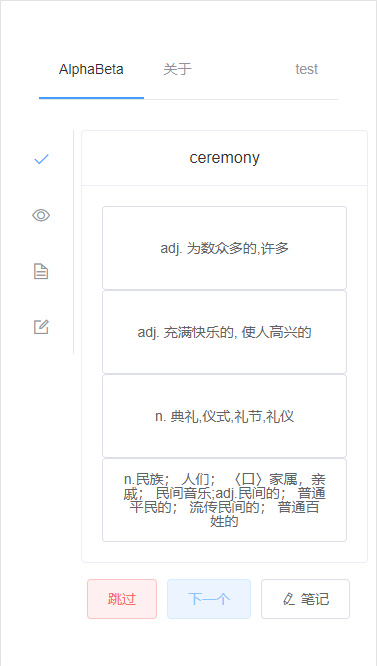 AlphaBeta 关于 test
ceremony
adj. 为数众多的,许多
adj. 充满快乐的, 使人高兴的
n. 典礼,仪式,礼节,礼仪
n.民族； 人们； 〈口〉家属，亲
戚； 民间音乐;adj.民间的； 普通
平民的； 流传民间的； 普通百
姓的
跳过 下一个 笔记